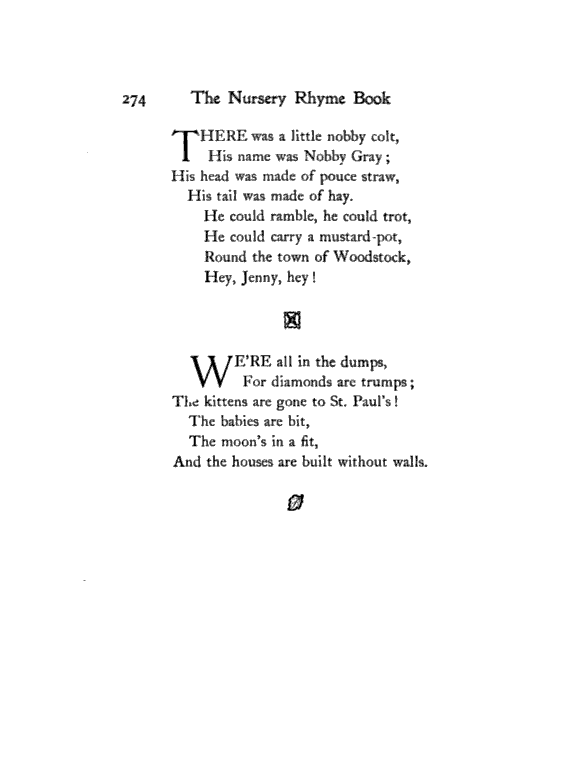 274 The Nursery Rhyme Book
THERE was a little nobby colt,
His name was Nobby Gray ;
His head was made of pouce straw,
His tail was made of hay.
He could ramble, he could trot,
He could carry a mustard-pot,
Round the town of Woodstock,
Hey, Jenny, hey !
WE'RE all in the dumps,
For diamonds are trumps ;
The kittens are gone to St. Paul's !
The babies are bit,
The moon's in a fit,
And the houses are built without walls.